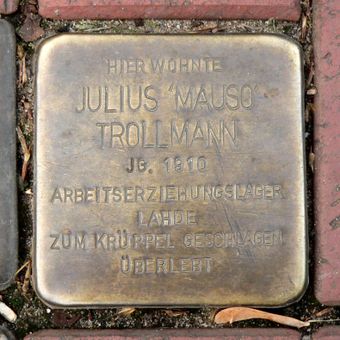 HIER WOHNTE
JULIUS 'MAUSO'
TROLLMANN
JG. 1910
ARBEITSERZIEHUNGSLAGER
LAHDE
ZUM KRÜPPEL GESCHLAGEN
ÜBERLEBT